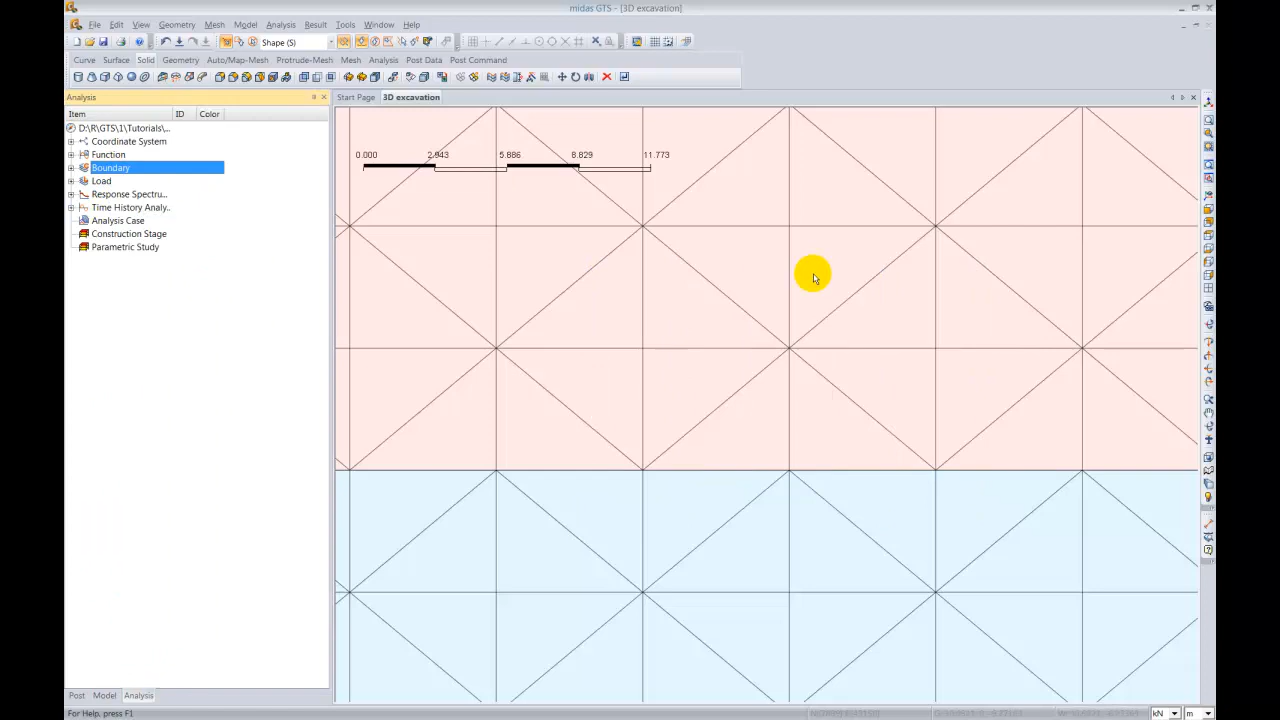 midas GTS - [3D excavation]
File Edit View Geometry Mesh Model Analysis Result Tools Window Help
Shape (S)
Curve Surface Solid Geometry Auto/Map-Mesh Protrude-Mesh Mesh Analysis Post Data Post Command
Analysis
Start Page 3D excavation
Item ID Color
D:\R\GTS\1\Tutorials\...
Coordinate System
Function
Boundary
Load
Response Spectru...
Time History Analy..
Analysis Case
Construction Stage
Parametric Study
0.000 2.943 5.886 8.829 11.773
Post Model Analysis
For Help, press F1
kN m